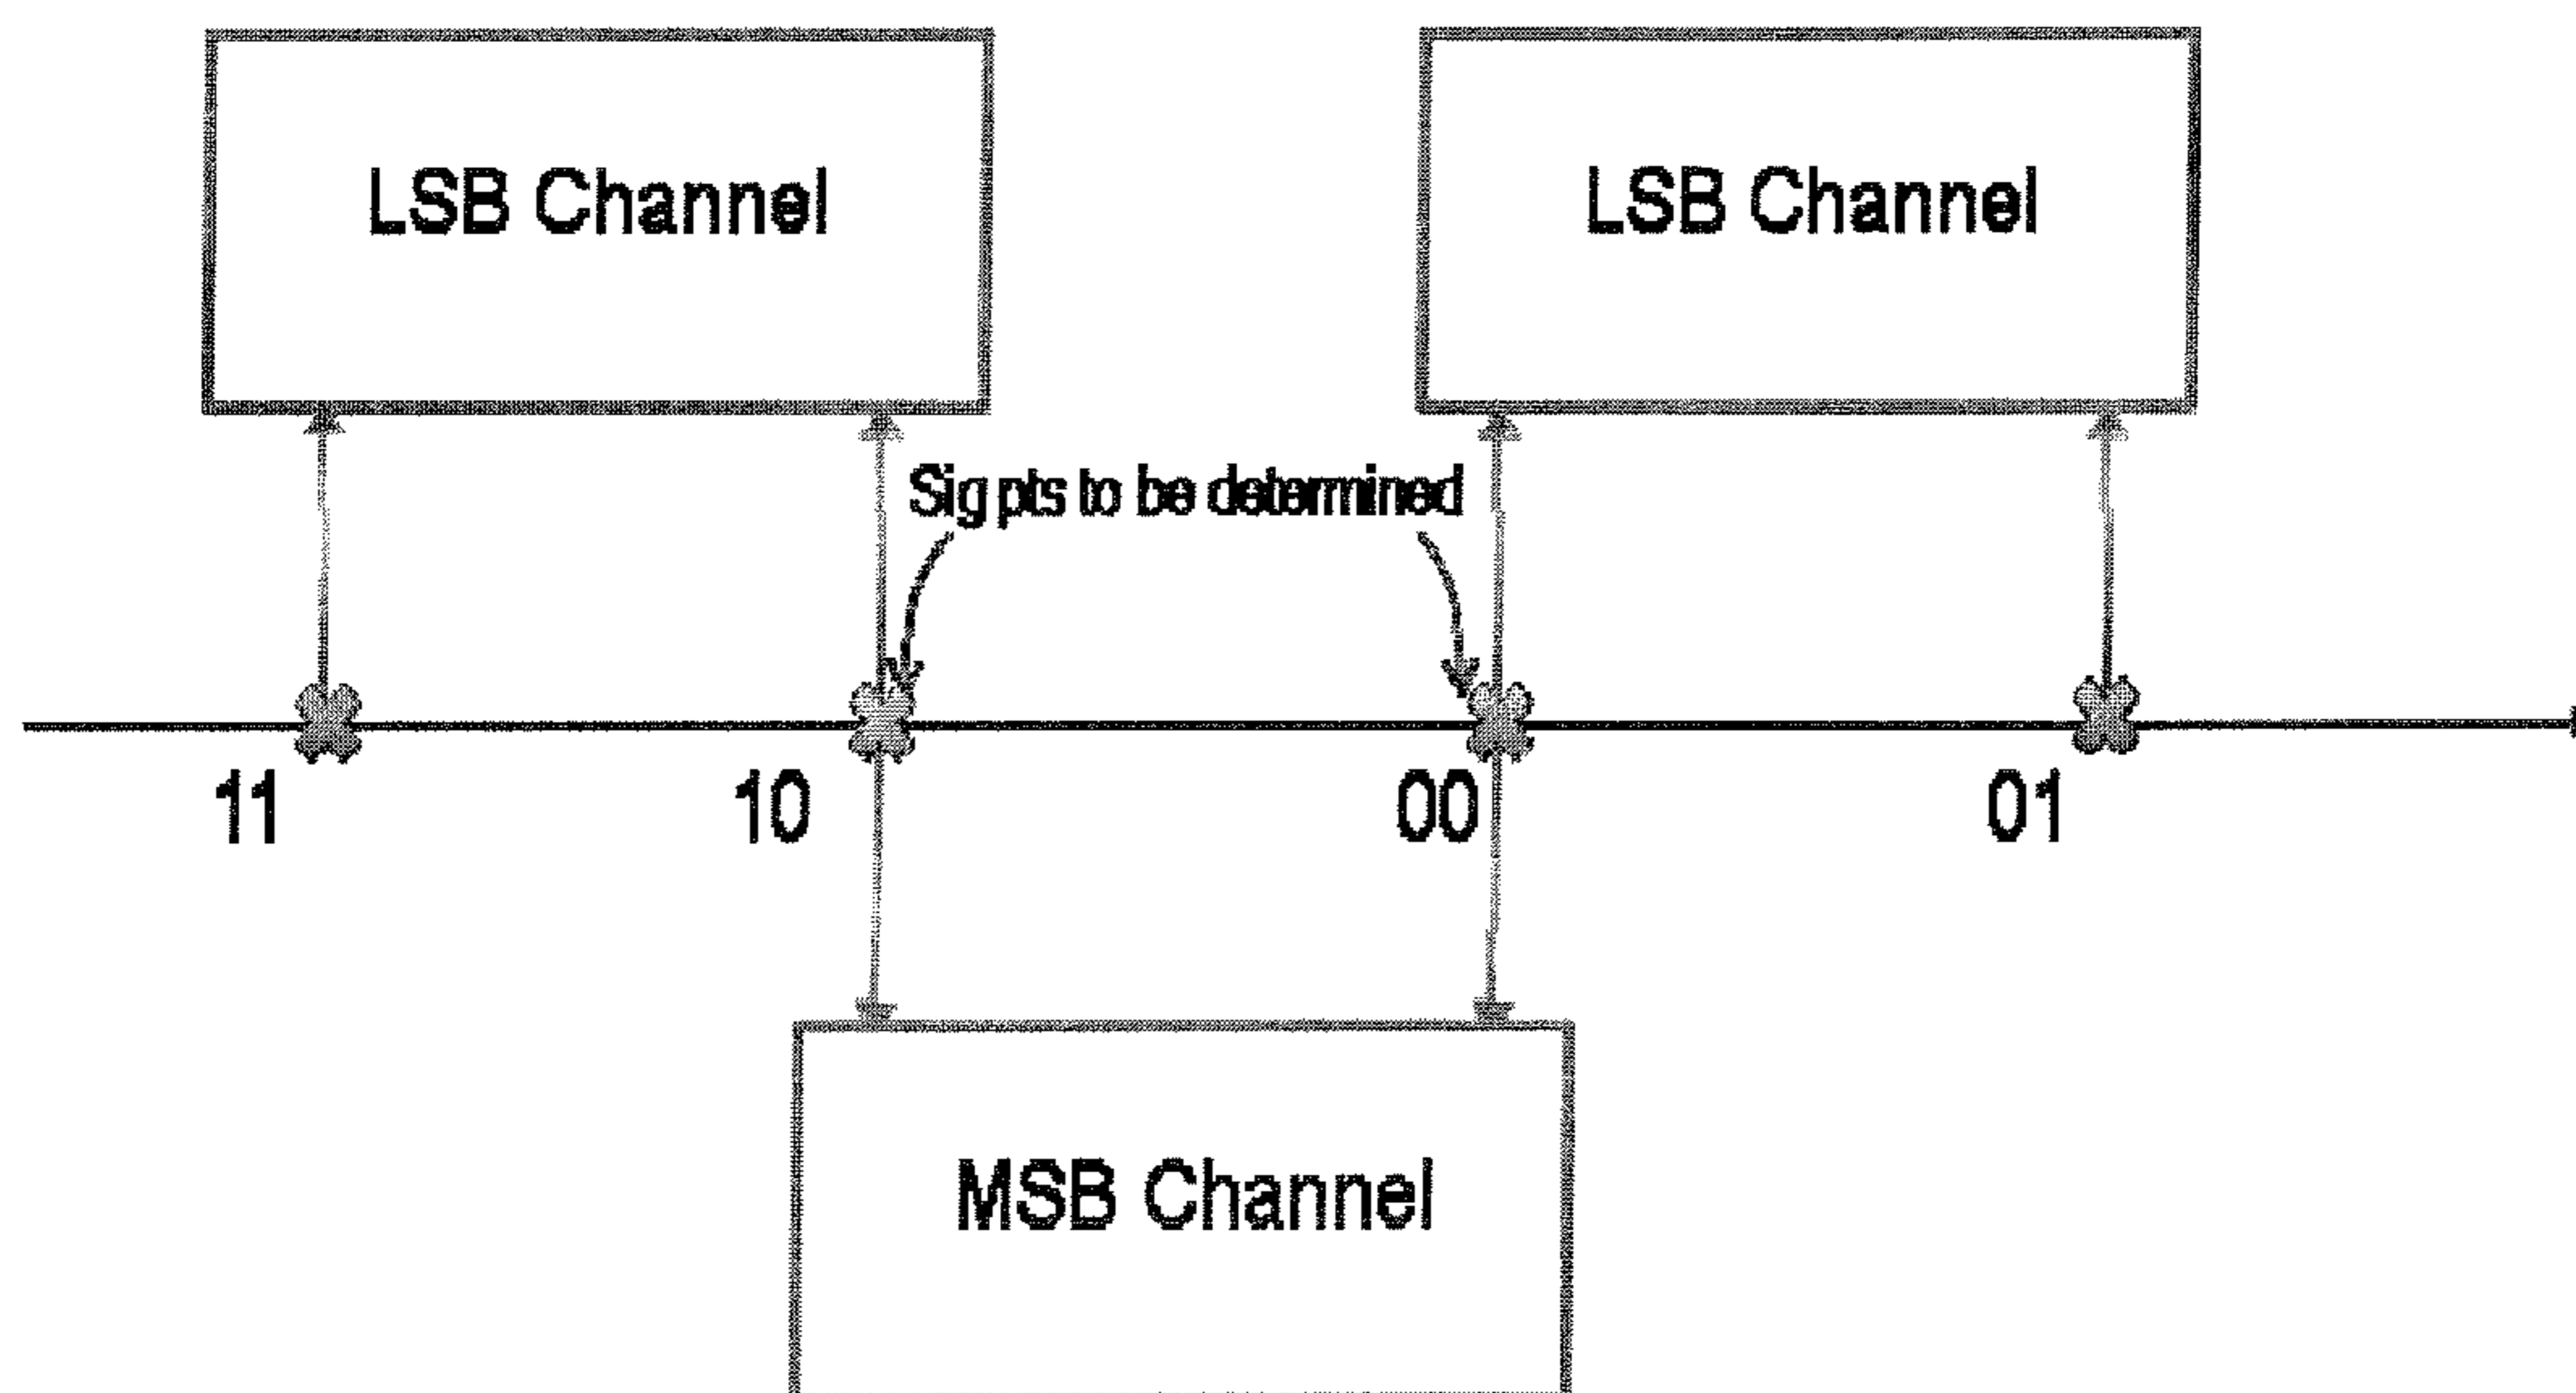 LSB Channel
LSB Channel
Sig pts to be determined
11
10
00
01
MSB Channel